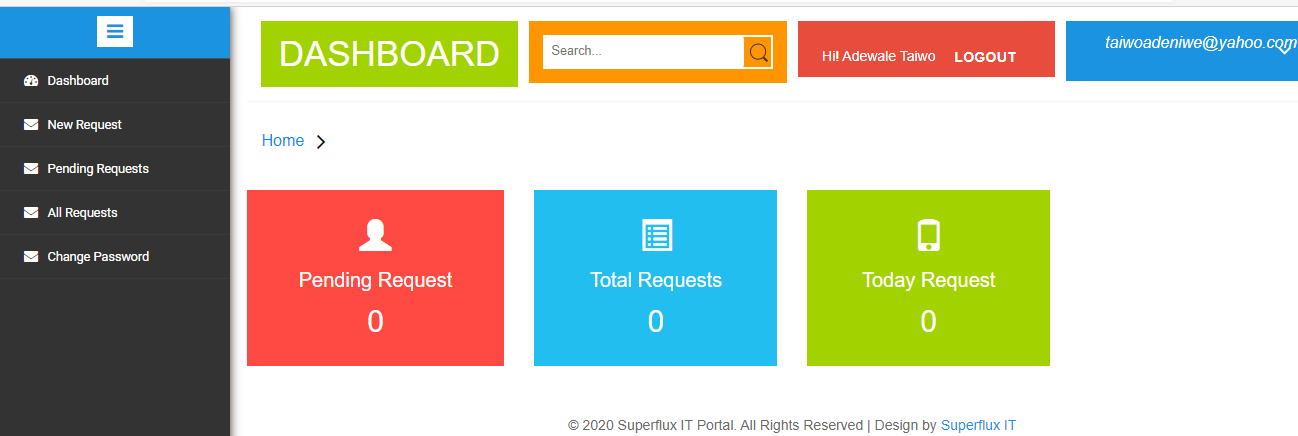 DASHBOARD
Search...
Hi! Adewale Taiwo LOGOUT
taiwoadeniwe@yahoo.com
Dashboard
New Request
Pending Requests
All Requests
Change Password
Home
Pending Request
0
Total Requests
0
Today Request
0
© 2020 Superflux IT Portal. All Rights Reserved | Design by Superflux IT